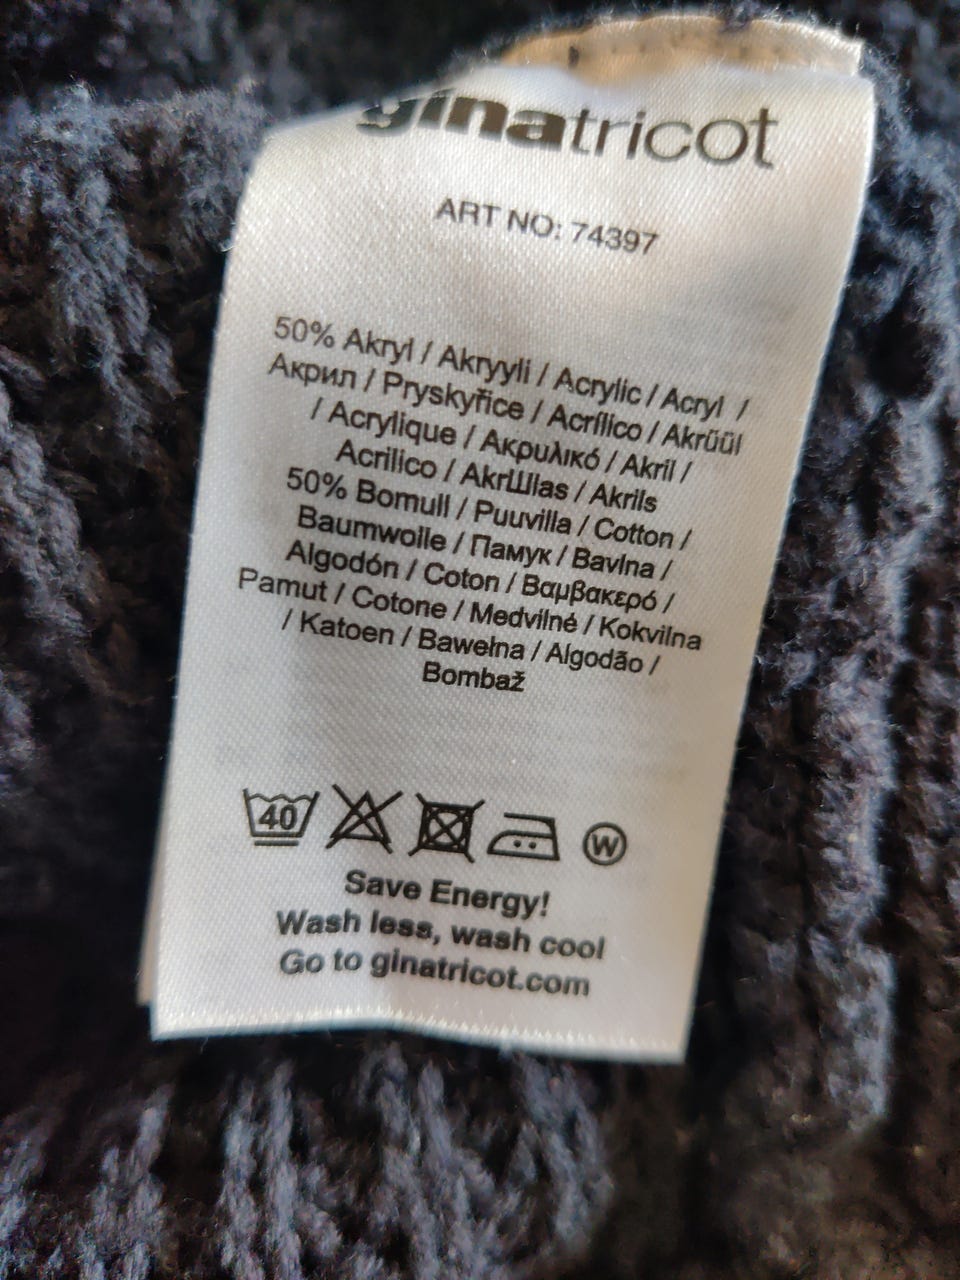 ginatricot
ART NO: 74397
50% Akryl / Akryyli / Acrylic / Acryl /
Акрил / Pryskyřice / Acrílico / Akrüül
/ Acrylique / Ακρυλικό / Akril /
Acrilico / AkrШlas / Akrils
50% Bomull / Puuvilla / Cotton /
Baumwolle / Памук / Bavlna /
Algodón / Coton / Βαμβακερό /
Pamut / Cotone / Medvilné / Kokvilna
/ Katoen / Bawełna / Algodão /
Bombaž
40
W
Save Energy!
Wash less, wash cool
Go to ginatricot.com